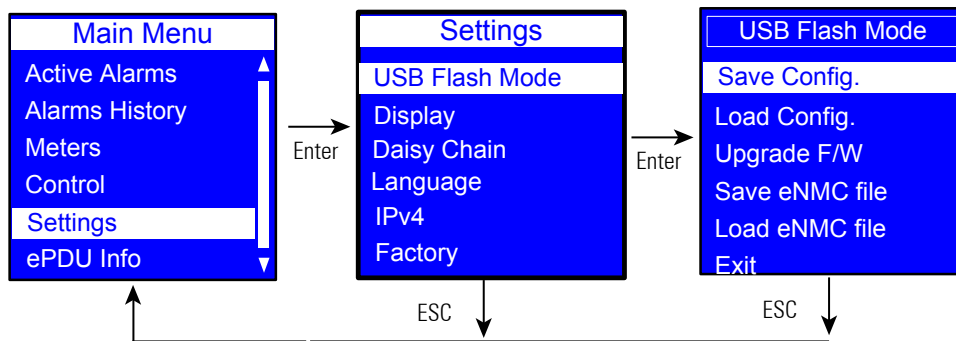 Main Menu
Active Alarms
Alarms History
Meters
Control
Settings
ePDU Info
Enter
Settings
USB Flash Mode
Display
Daisy Chain
Language
IPv4
Factory
Enter
USB Flash Mode
Save Config.
Load Config.
Upgrade F/W
Save eNMC file
Load eNMC file
Exit
ESC
ESC